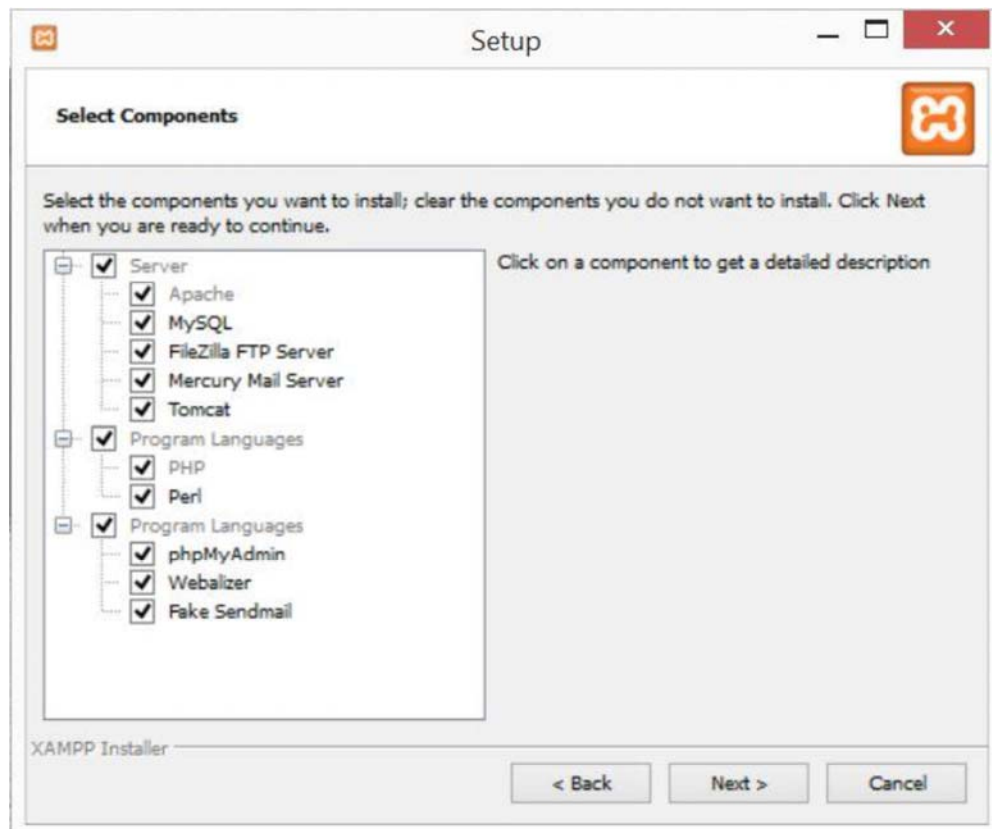 Setup
Select Components
Select the components you want to install; clear the components you do not want to install. Click Next
when you are ready to continue.
Server
Apache
MySQL
FileZilla FTP Server
Mercury Mail Server
Tomcat
Program Languages
PHP
Perl
Program Languages
phpMyAdmin
Webalizer
Fake Sendmail
Click on a component to get a detailed description
XAMPP Installer
< Back
Next >
Cancel